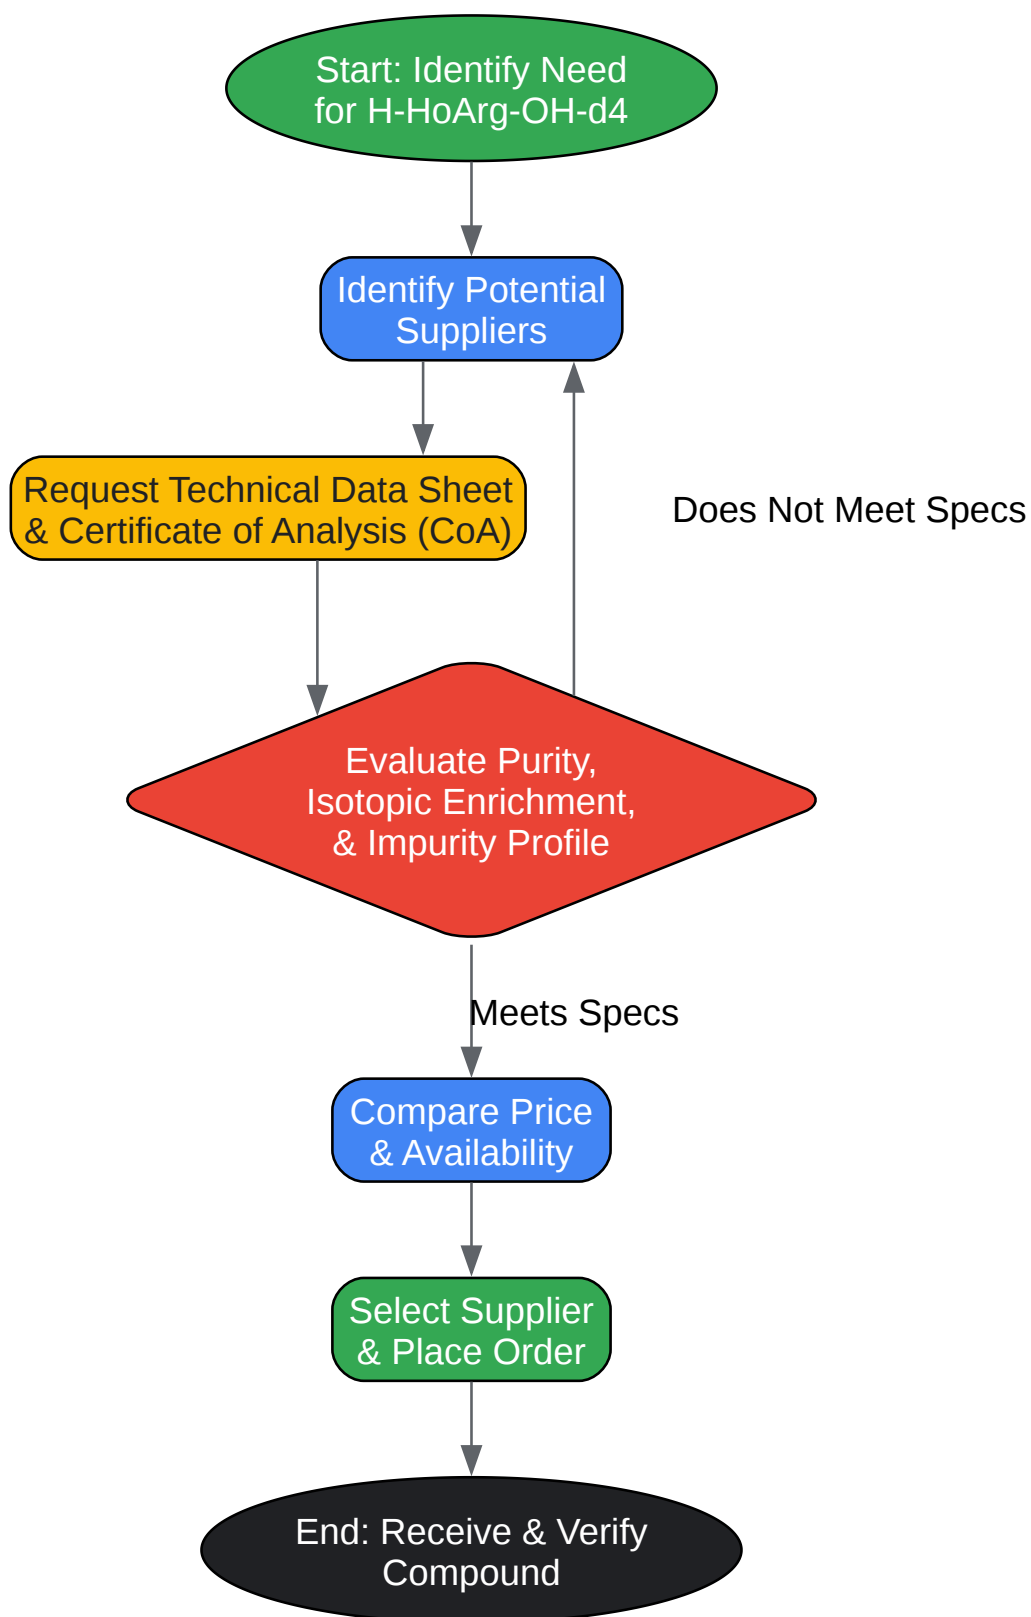 Start: Identify Need
for H-HoArg-OH-d4
Identify Potential
Suppliers
Request Technical Data Sheet
& Certificate of Analysis (CoA)
Does Not Meet Specs
Evaluate Purity,
Isotopic Enrichment,
& Impurity Profile
Meets Specs
Compare Price
& Availability
Select Supplier
& Place Order
End: Receive & Verify
Compound